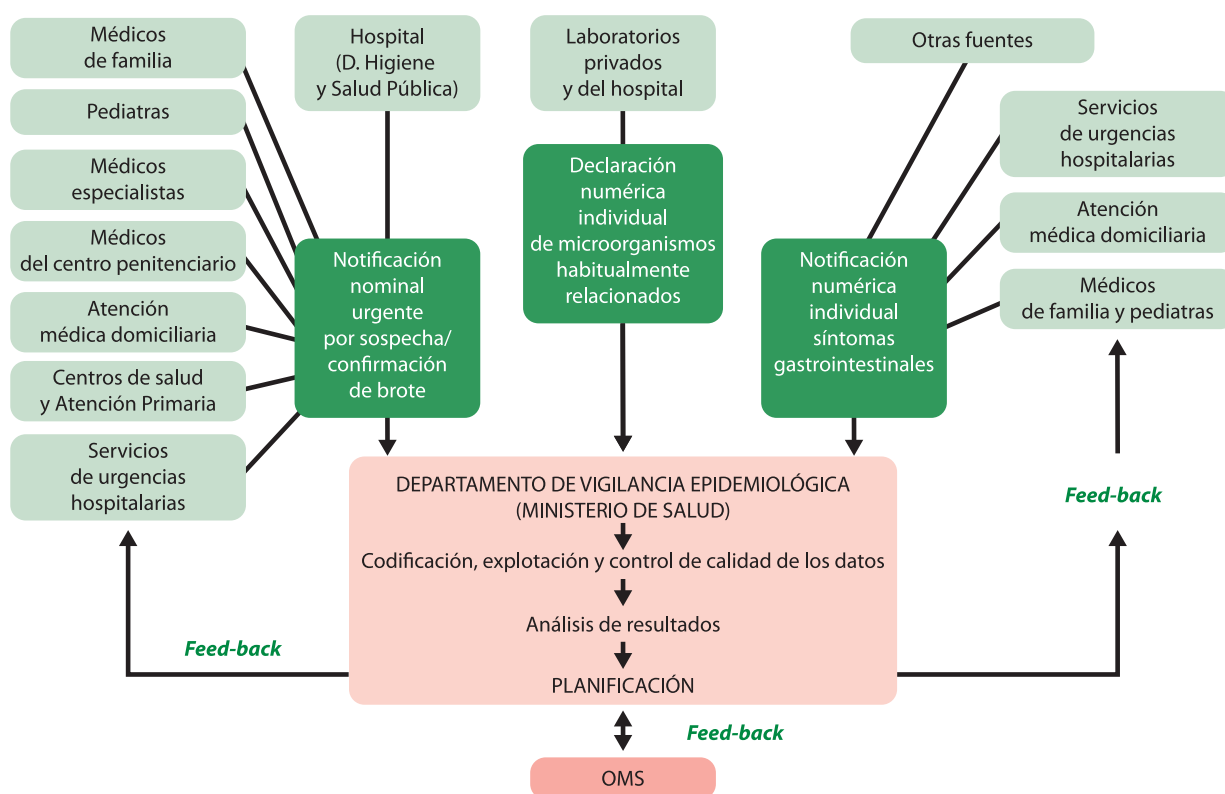 Médicos
de familia
Pediatras
Médicos
especialistas
Médicos
del centro penitenciario
Atención
médica domiciliaria
Centros de salud
y Atención Primaria
Servicios
de urgencias
hospitalarias
Hospital
(D. Higiene
y Salud Pública)
Notificación
nominal
urgente
por sospecha/
confirmación
de brote
Laboratorios
privados
y del hospital
Declaración
numérica
individual
de microorganismos
habitualmente
relacionados
Otras fuentes
Servicios
de urgencias
hospitalarias
Atención
médica domiciliaria
Médicos
de familia y pediatras
Notificación
numérica
individual
síntomas
gastrointestinales
DEPARTAMENTO DE VIGILANCIA EPIDEMIOLÓGICA
(MINISTERIO DE SALUD)
Codificación, explotación y control de calidad de los datos
Análisis de resultados
PLANIFICACIÓN
Feed-back
Feed-back
Feed-back
OMS